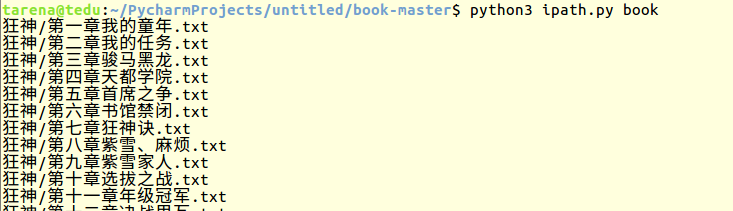 tarena@tedu:~/PycharmProjects/untitled/book-master$ python3 ipath.py book
狂神/第一章我的童年.txt
狂神/第二章我的任务.txt
狂神/第三章骏马黑龙.txt
狂神/第四章天都学院.txt
狂神/第五章首席之争.txt
狂神/第六章书馆禁闭.txt
狂神/第七章狂神诀.txt
狂神/第八章紫雪、麻烦.txt
狂神/第九章紫雪家人.txt
狂神/第十章选拔之战.txt
狂神/第十一章年级冠军.txt